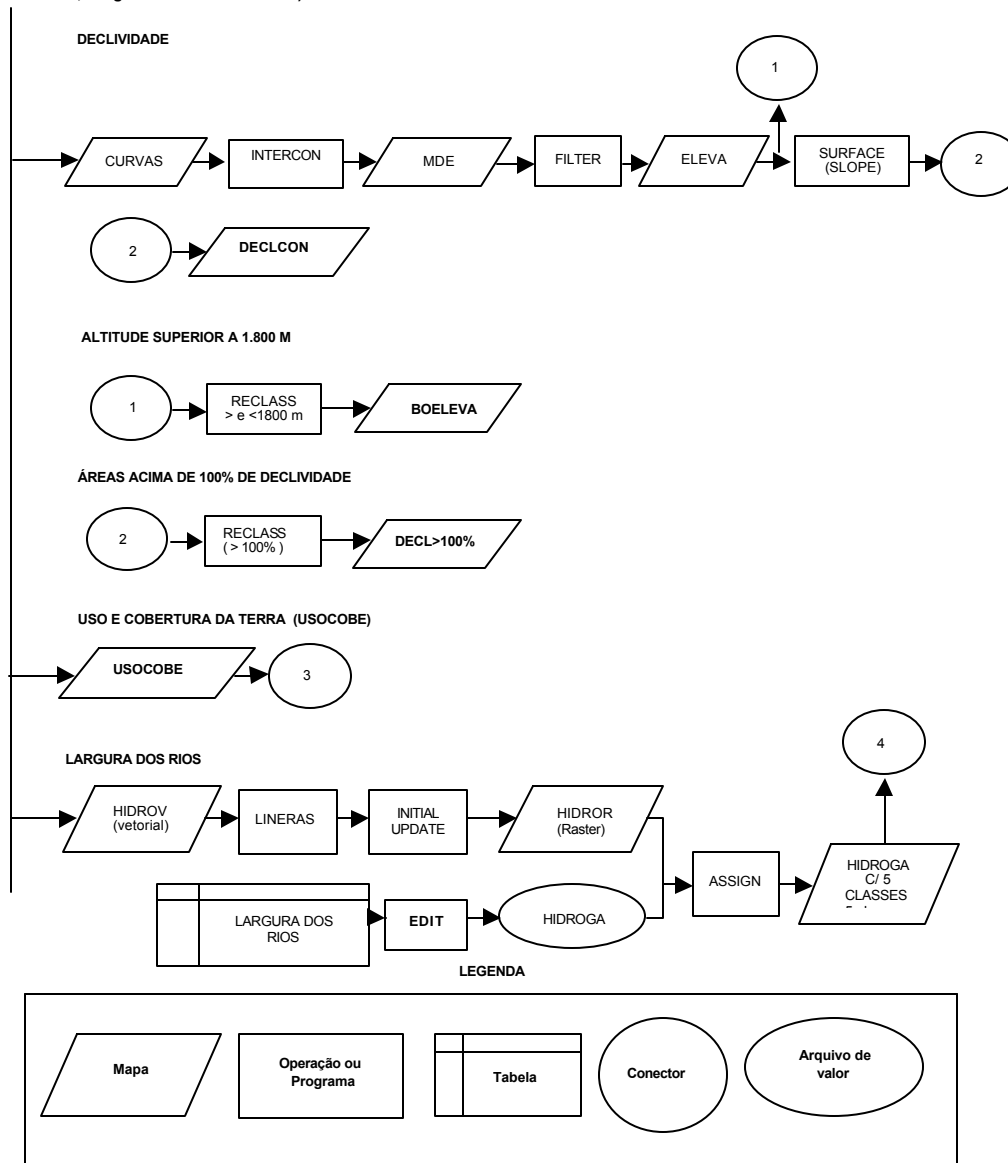 DECLIVIDADE
1
CURVAS
INTERCON
MDE
FILTER
ELEVA
SURFACE
(SLOPE)
2
2
DECLCON
ALTITUDE SUPERIOR A 1.800 M
1
RECLASS
> e <1800 m
BOELEVA
ÁREAS ACIMA DE 100% DE DECLIVIDADE
2
RECLASS
( > 100% )
DECL>100%
USO E COBERTURA DA TERRA (USOCOBE)
USOCOBE
3
4
LARGURA DOS RIOS
HIDROV
(vetorial)
LINERAS
INITIAL
UPDATE
HIDROR
(Raster)
ASSIGN
HIDROGA
C/ 5
CLASSES
LARGURA DOS
RIOS
EDIT
HIDROGA
LEGENDA
Mapa
Operação ou
Programa
Tabela
Conector
Arquivo de
valor